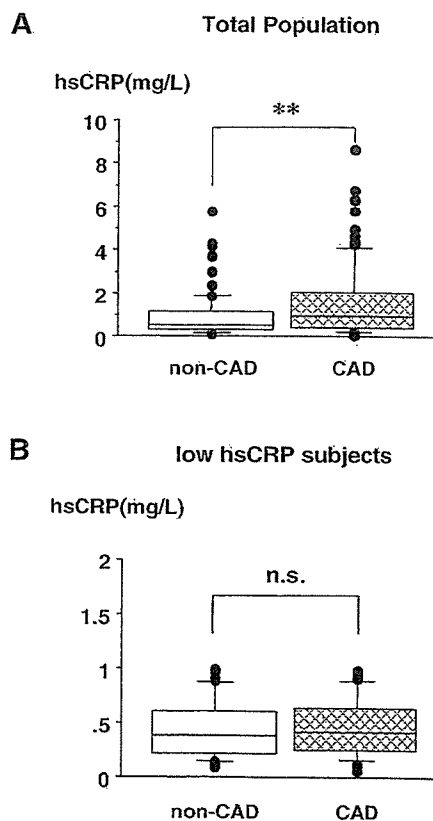 A
Total Population
hsCRP(mg/L)
**
10
8
6
4
2
0
non-CAD CAD
B
low hsCRP subjects
hsCRP(mg/L)
n.s.
2
1.5
1
.5
0
non-CAD CAD